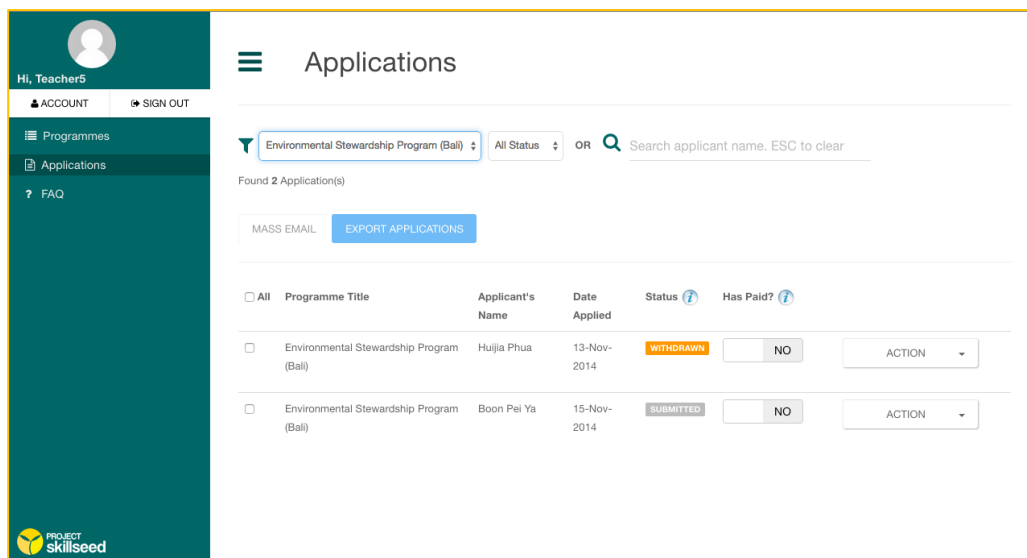 Hi, Teacher5
ACCOUNT
SIGN OUT
Programmes
Applications
? FAQ
PROJECT
skillseed
Applications
Environmental Stewardship Program (Bali)
All Status
OR
Search applicant name. ESC to clear
Found 2 Application(s)
MASS EMAIL
EXPORT APPLICATIONS
All
Programme Title
Applicant's
Name
Date
Applied
Status
Has Paid?
Environmental Stewardship Program
(Bali)
Huijia Phua
13-Nov-
2014
WITHDRAWN
NO
ACTION
Environmental Stewardship Program
(Bali)
Boon Pei Ya
15-Nov-
2014
SUBMITTED
NO
ACTION